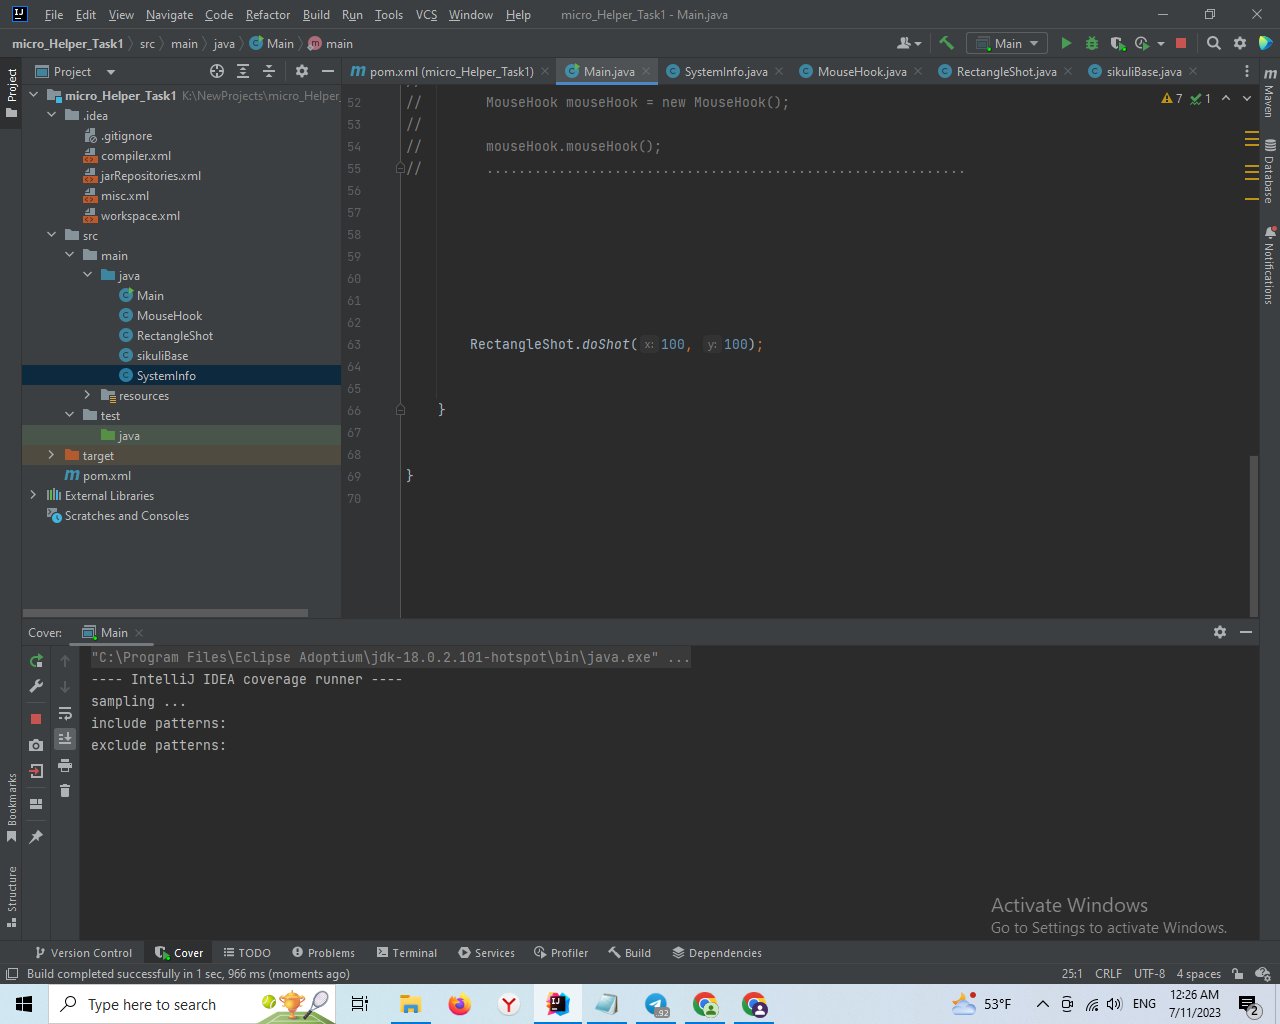 File Edit View Navigate Code Refactor Build Run Tools VCS Window Help micro_Helper_Task1 - Main.java
micro_Helper_Task1 src main java Main main Main
Project pom.xml (micro_Helper_Task1) Main.java SystemInfo.java MouseHook.java RectangleShot.java sikuliBase.java
Project
micro_Helper_Task1 K:\NewProjects\micro_Helper_
.idea
.gitignore
compiler.xml
jarRepositories.xml
misc.xml
workspace.xml
src
main
java
Main
MouseHook
RectangleShot
sikuliBase
SystemInfo
resources
test
java
target
pom.xml
External Libraries
Scratches and Consoles
52 // MouseHook mouseHook = new MouseHook();
53 //
54 // mouseHook.mouseHook();
55 // ............................................................
56
57
58
59
60
61
62
63 RectangleShot.doShot( x: 100, y: 100);
64
65
66 }
67
68
69 }
70
7 1
Maven
Database
Notifications
Cover: Main
"C:\Program Files\Eclipse Adoptium\jdk-18.0.2.101-hotspot\bin\java.exe" ...
---- IntelliJ IDEA coverage runner ----
sampling ...
include patterns:
exclude patterns:
Bookmarks
Structure
Activate Windows
Go to Settings to activate Windows.
Version Control Cover TODO Problems Terminal Services Profiler Build Dependencies
Build completed successfully in 1 sec, 966 ms (moments ago) 25:1 CRLF UTF-8 4 spaces
Type here to search .92 53°F ENG 12:26 AM
7/11/2023 2